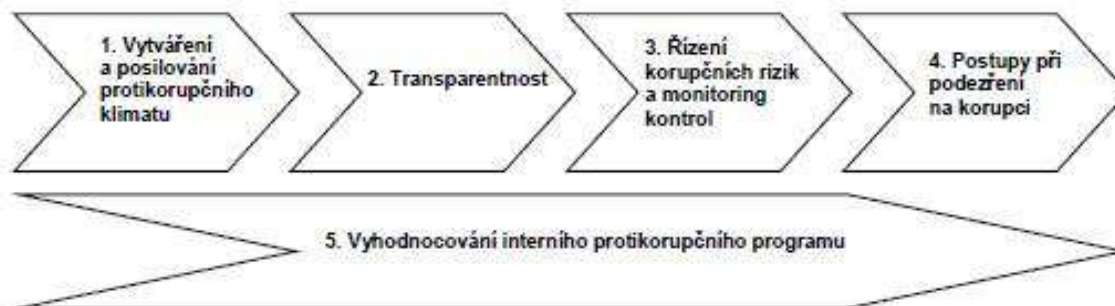 1. Vytváření
a posilování
protikorupčního
klimatu
2. Transparentnost
3. Řízení
korupčních rizik
a monitoring
kontrol
4. Postupy při
podezření
na korupci
5. Vyhodnocování interního protikorupčního programu